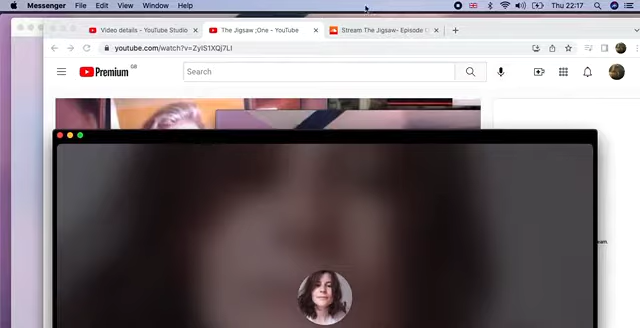 Messenger File Edit View Window Help Thu 22:17
Video details - YouTube Studio The Jigsaw ;One - YouTube Stream The Jigsaw- Episode
youtube.com/watch?v=ZyIS1XQj7LI
Premium GB Search